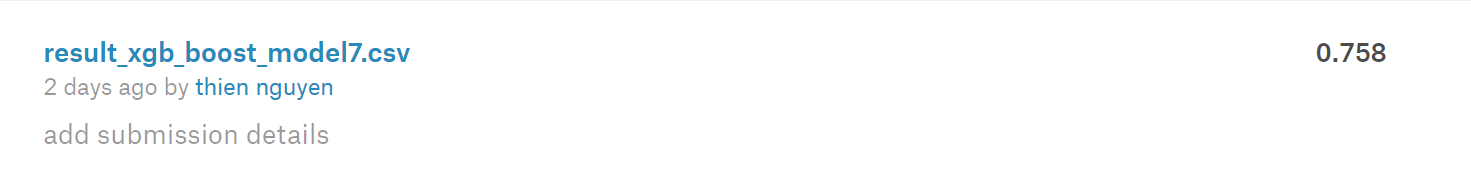 result_xgb_boost_model7.csv 0.758
2 days ago by thien nguyen
add submission details